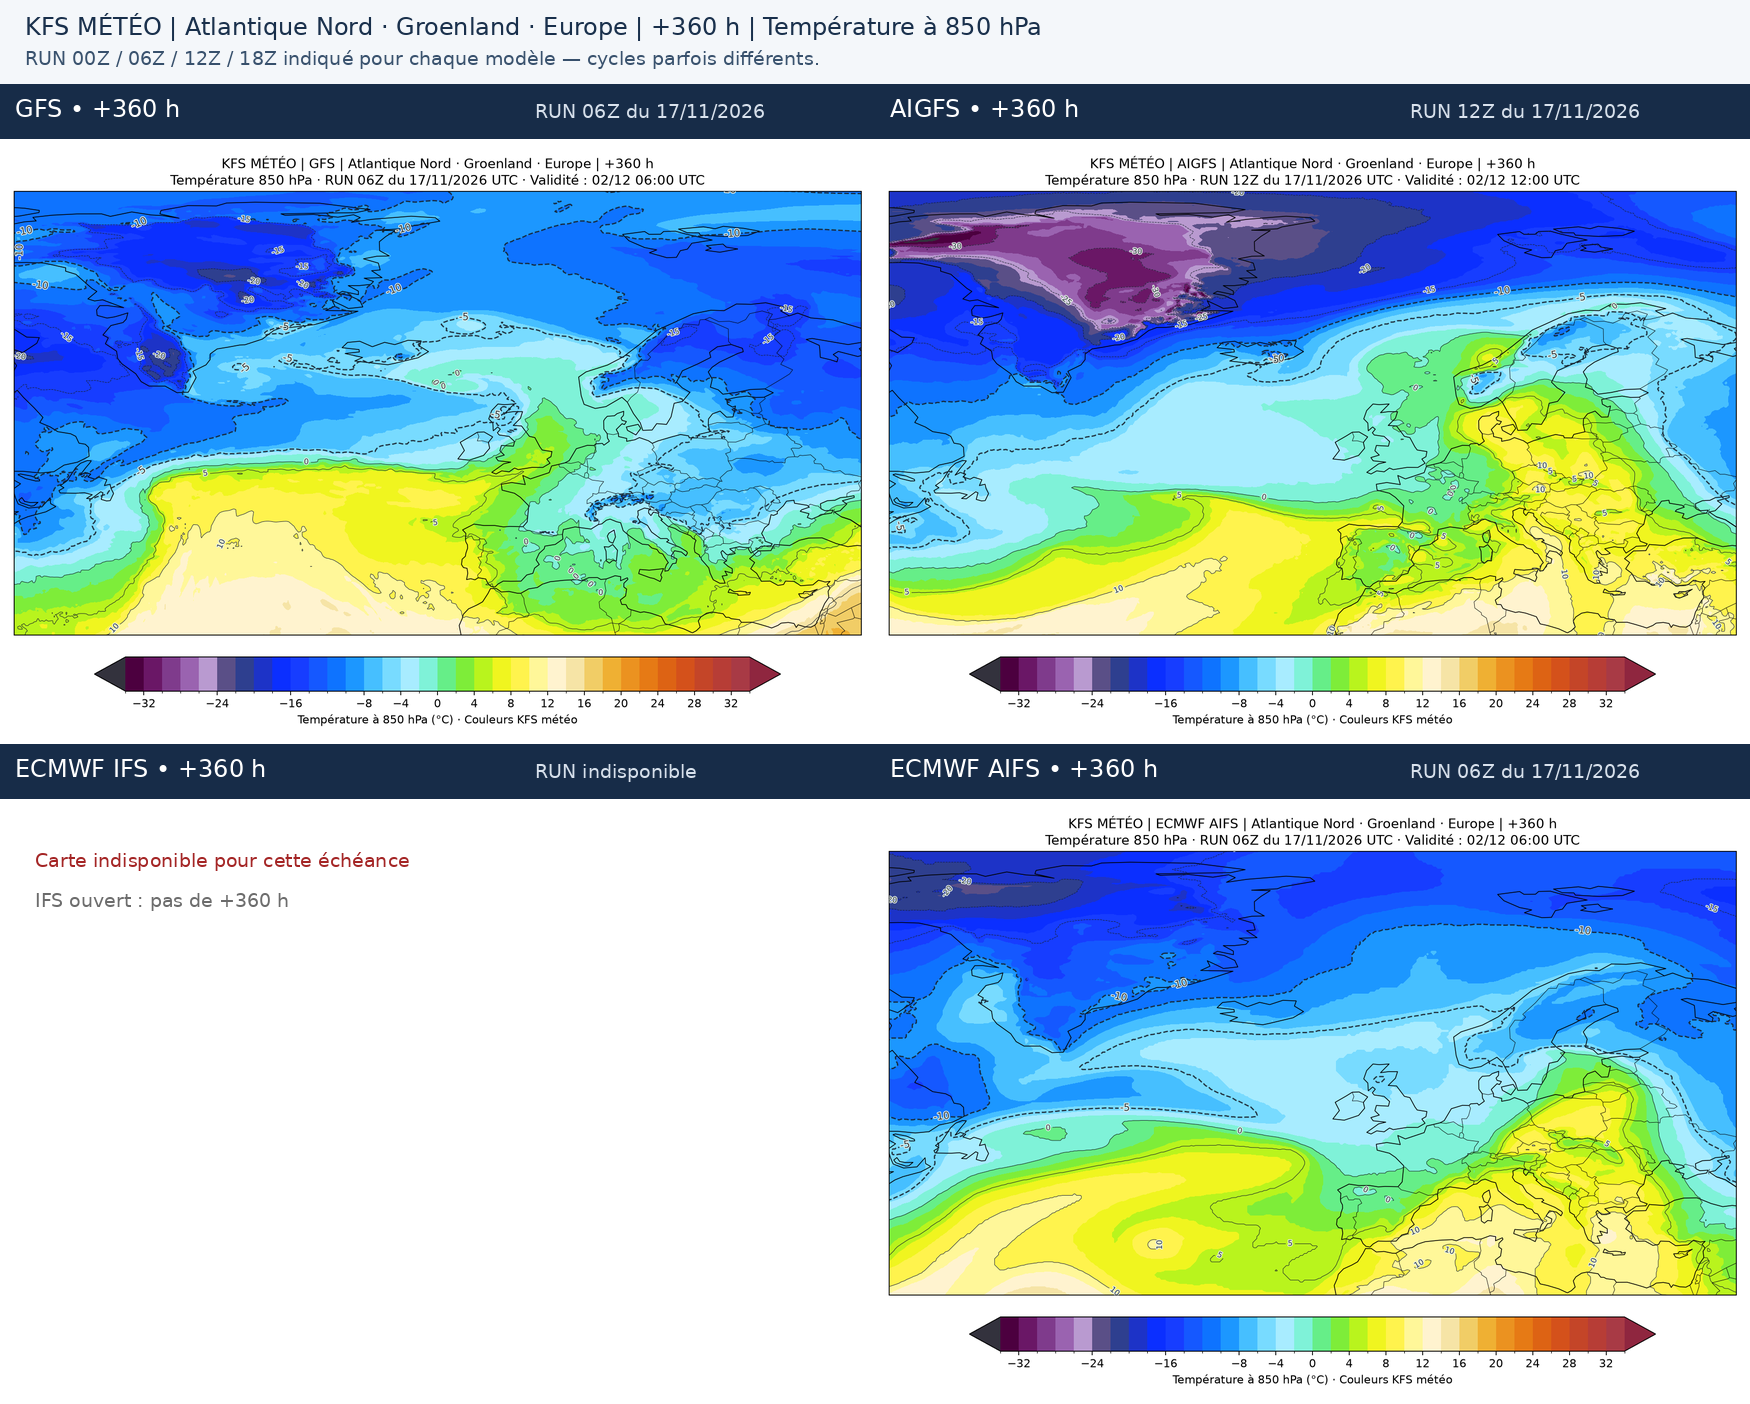 KFS MÉTÉO | Atlantique Nord · Groenland · Europe | +360 h | Température à 850 hPa
RUN 00Z / 06Z / 12Z / 18Z indiqué pour chaque modèle — cycles parfois différents.
GFS • +360 h
RUN 06Z du 17/11/2026
KFS MÉTÉO | GFS | Atlantique Nord · Groenland · Europe | +360 h
Température 850 hPa · RUN 06Z du 17/11/2026 UTC · Validité : 02/12 06:00 UTC
−32 −24 −16 −8 −4 0 4 8 12 16 20 24 28 32
Température à 850 hPa (°C) · Couleurs KFS météo
AIGFS • +360 h
RUN 12Z du 17/11/2026
KFS MÉTÉO | AIGFS | Atlantique Nord · Groenland · Europe | +360 h
Température 850 hPa · RUN 12Z du 17/11/2026 UTC · Validité : 02/12 12:00 UTC
−32 −24 −16 −8 −4 0 4 8 12 16 20 24 28 32
Température à 850 hPa (°C) · Couleurs KFS météo
ECMWF IFS • +360 h
RUN indisponible
Carte indisponible pour cette échéance
IFS ouvert : pas de +360 h
ECMWF AIFS • +360 h
RUN 06Z du 17/11/2026
KFS MÉTÉO | ECMWF AIFS | Atlantique Nord · Groenland · Europe | +360 h
Température 850 hPa · RUN 06Z du 17/11/2026 UTC · Validité : 02/12 06:00 UTC
−32 −24 −16 −8 −4 0 4 8 12 16 20 24 28 32
Température à 850 hPa (°C) · Couleurs KFS météo